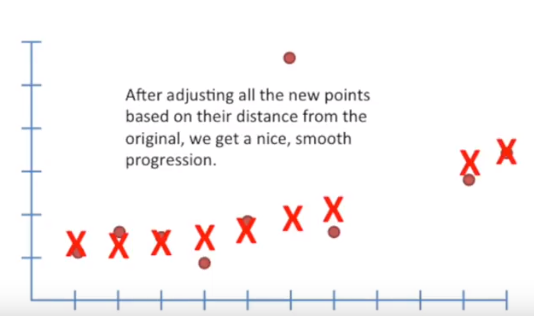 After adjusting all the new points
based on their distance from the
original, we get a nice, smooth
progression.